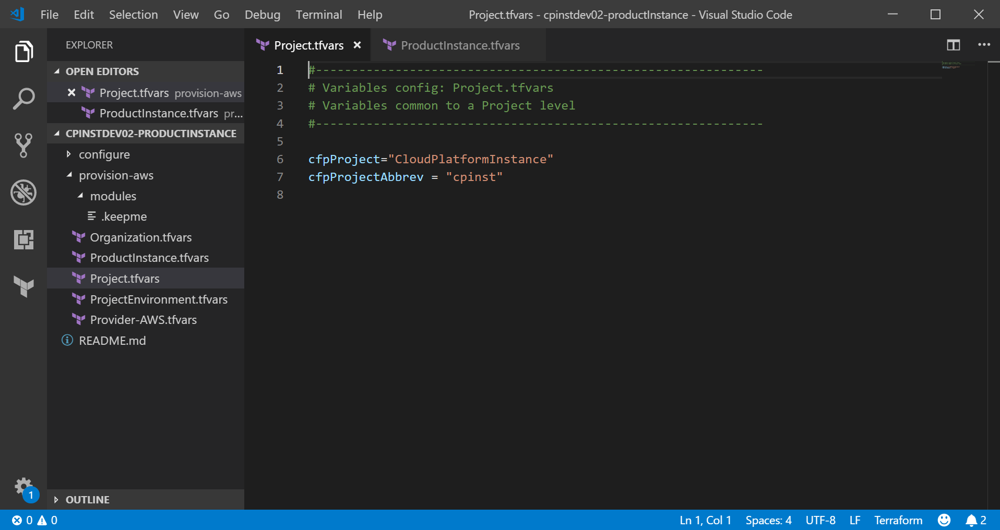 File Edit Selection View Go Debug Terminal Help Project.tfvars - cpinstdev02-productInstance - Visual Studio Code
EXPLORER
OPEN EDITORS
Project.tfvars provision-aws
ProductInstance.tfvars pr...
CPINSTDEV02-PRODUCTINSTANCE
configure
provision-aws
modules
.keepme
Organization.tfvars
ProductInstance.tfvars
Project.tfvars
ProjectEnvironment.tfvars
Provider-AWS.tfvars
README.md
OUTLINE
1
Project.tfvars ProductInstance.tfvars
1 #--------------------------------------------------------------
2 # Variables config: Project.tfvars
3 # Variables common to a Project level
4 #--------------------------------------------------------------
5
6 cfpProject="CloudPlatformInstance"
7 cfpProjectAbbrev = "cpinst"
8
0 0 Ln 1, Col 1 Spaces: 4 UTF-8 LF Terraform 2